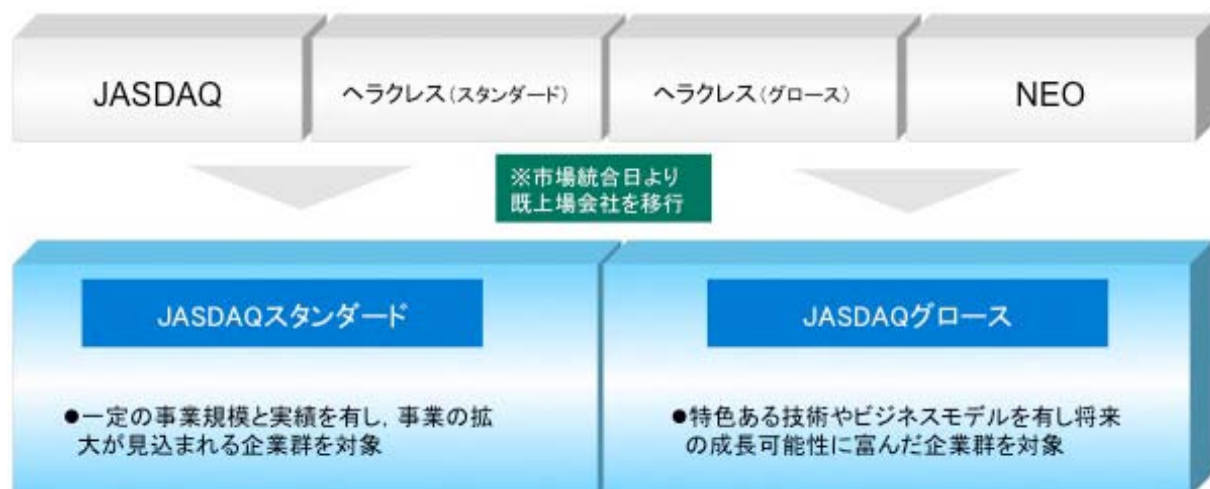 JASDAQ
ヘラクレス(スタンダード)
ヘラクレス(グロース)
NEO
※市場統合日より
既上場会社を移行
JASDAQスタンダード
●一定の事業規模と実績を有し，事業の拡
大が見込まれる企業群を対象
JASDAQグロース
●特色ある技術やビジネスモデルを有し将来
の成長可能性に富んだ企業群を対象